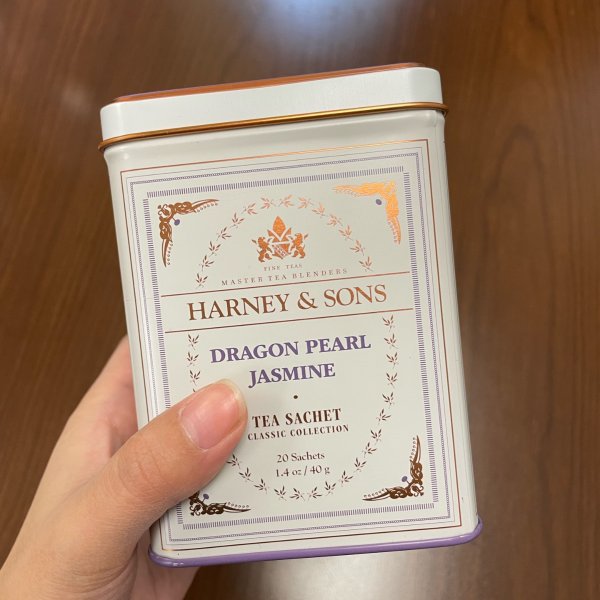 FINE TEAS
MASTER TEA BLENDERS
HARNEY & SONS
DRAGON PEARL
JASMINE
•
TEA SACHET
CLASSIC COLLECTION
20 Sachets
1.4 oz / 40 g